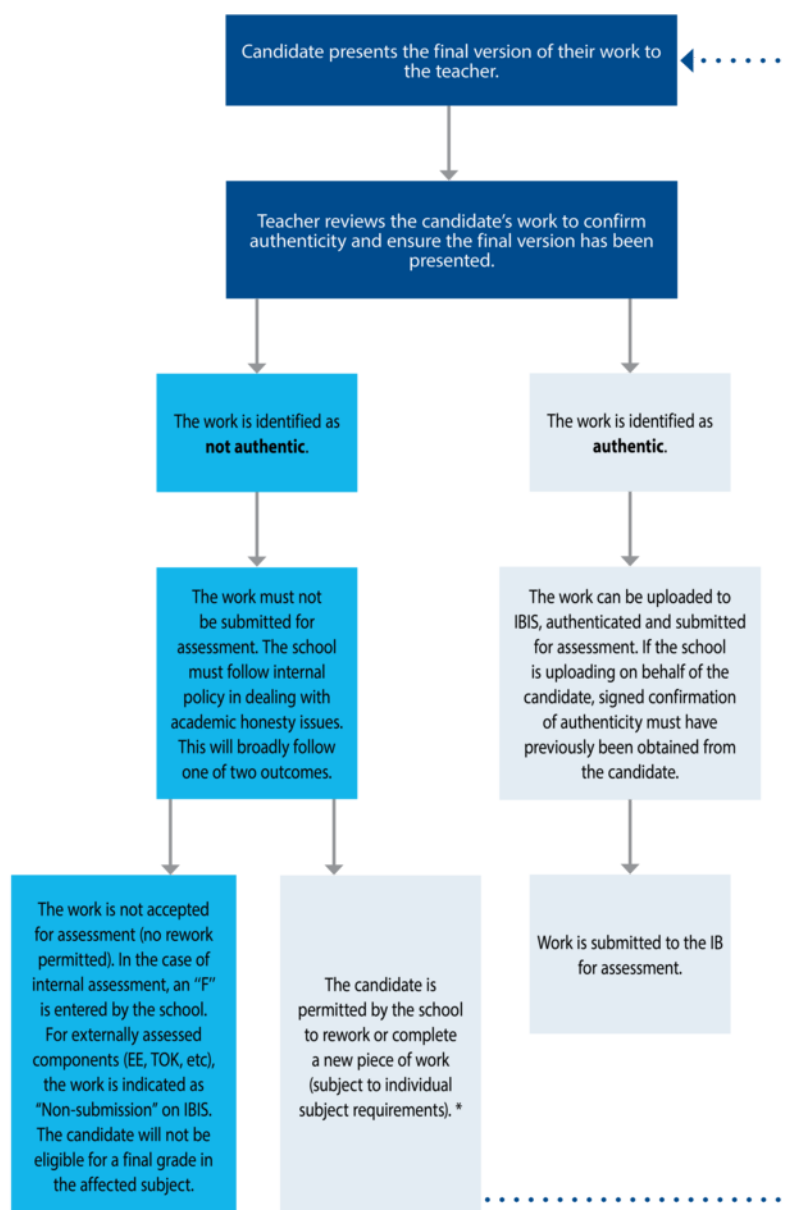 Candidate presents the final version of their work to
the teacher.
Teacher reviews the candidate's work to confirm
authenticity and ensure the final version has been
presented.
The work is identified as
not authentic.
The work is identified as
authentic.
The work must not
be submitted for
assessment. The school
must follow internal
policy in dealing with
academic honesty issues.
This will broadly follow
one of two outcomes.
The work can be uploaded to
IBIS, authenticated and submitted
for assessment. If the school
is uploading on behalf of the
candidate, signed confirmation
of authenticity must have
previously been obtained from
the candidate.
The work is not accepted
for assessment (no rework
permitted). In the case of
internal assessment, an “F”
is entered by the school.
For externally assessed
components (EE, TOK, etc),
the work is indicated as
“Non-submission” on IBIS.
The candidate will not be
eligible for a final grade in
the affected subject.
The candidate is
permitted by the school
to rework or complete
a new piece of work
(subject to individual
subject requirements). *
Work is submitted to the IB
for assessment.